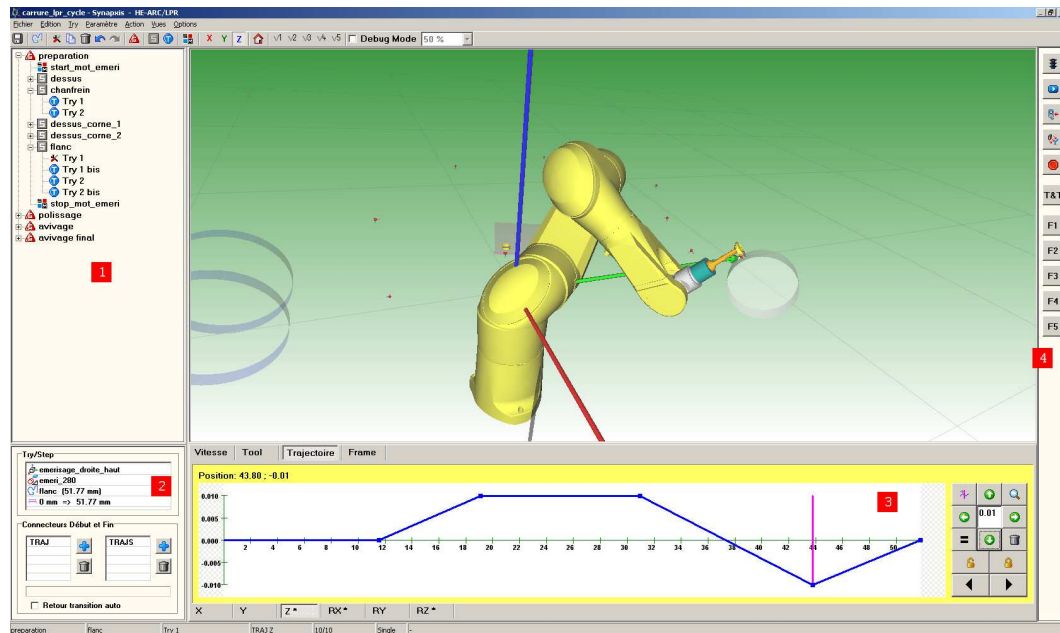 carrure_lpr_cycle - Synapxis - HE-ARC/LPR
Fichier Edition Try Paramètre Action Vues Options
X Y Z √1 √2 √3 √4 √5 Debug Mode 50 %
preparation
start_mot_emeri
dessus
chanfrein
Try 1
Try 2
dessus_corne_1
dessus_corne_2
flanc
Try 1
Try 1 bis
Try 2
Try 2 bis
stop_mot_emeri
polissage
avivage
avivage final
1
T&T
F1
F2
F3
F4
F5
4
Try/Step
emerisage_droite_haut
emeri_280
flanc (51.77 mm)
0 mm => 51.77 mm
2
Connecteurs Début et Fin
TRAJ TRAJS
Retour transition auto
Vitesse Tool Trajectoire Frame
Position: 43.80 ; -0.01
3
0.010
0.005
0.000
-0.005
-0.010
2 4 6 8 10 12 14 16 18 20 22 24 26 28 30 32 34 36 38 40 42 44 46 48 50
0.01
=
X Y Z* RX* RY RZ*
preparation flanc Try 1 TRAJ Z 10/10 Single -